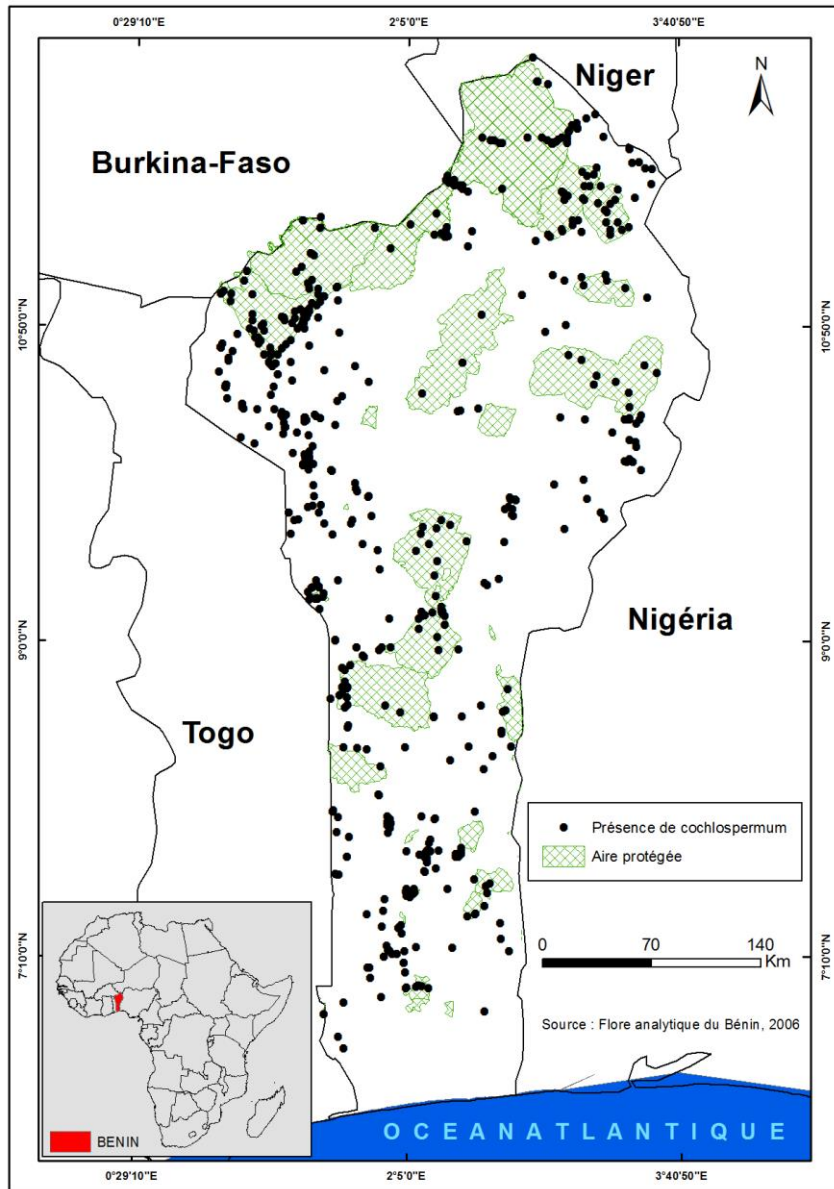 0°29'10"E 2°5'0"E 3°40'50"E
N
Niger
Burkina-Faso
10°50'0"N 10°50'0"N
Nigéria
9°0'0"N 9°0'0"N
Togo
Présence de cochlospermum
Aire protégée
7°10'0"N 7°10'0"N
0 70 140
Km
Source : Flore analytique du Bénin, 2006
BENIN
OCEANATLANTIQUE
0°29'10"E 2°5'0"E 3°40'50"E